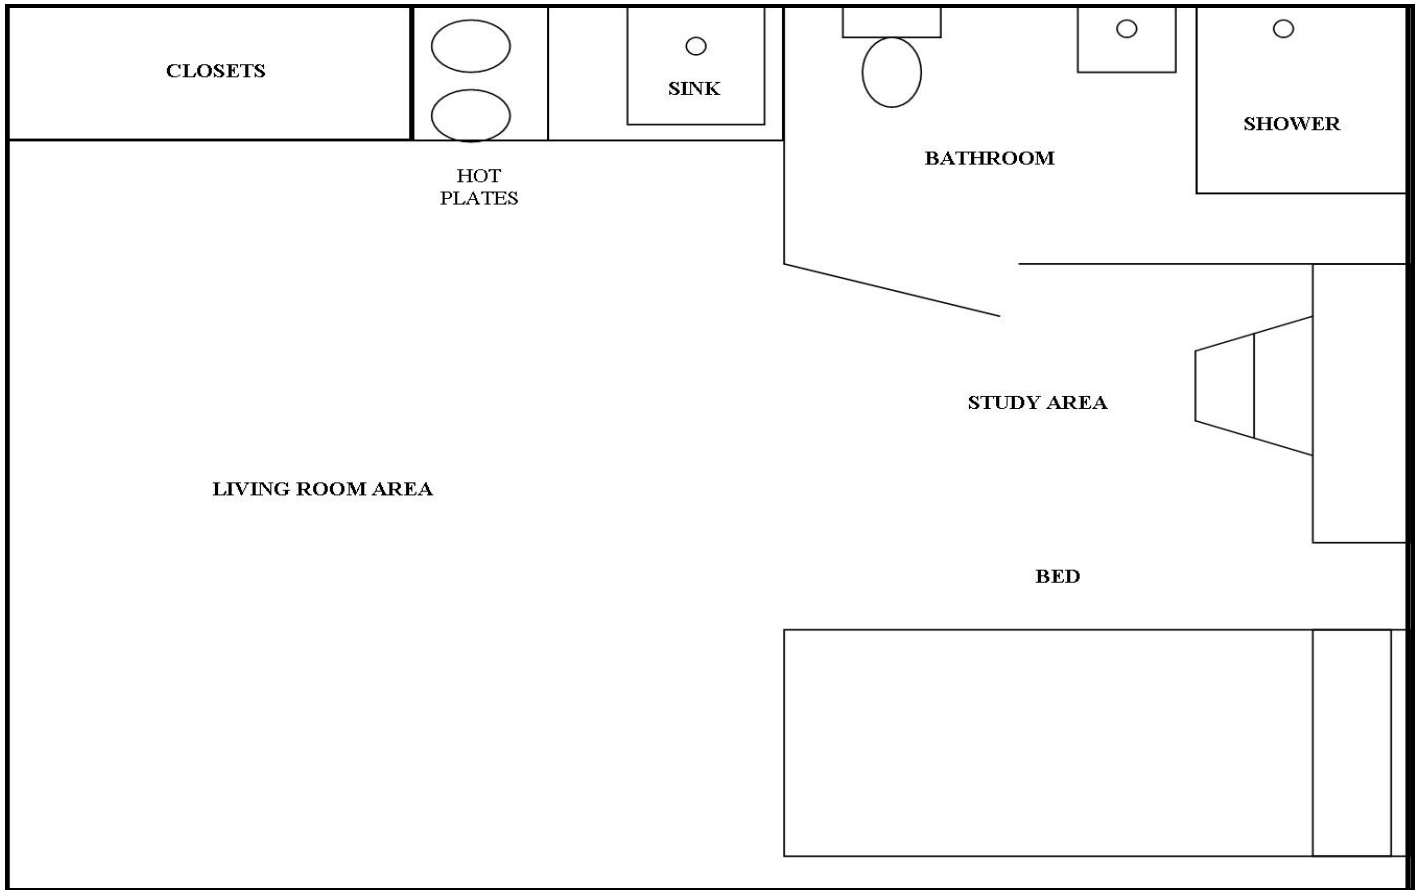 CLOSETS
SINK
SHOWER
BATHROOM
HOT
PLATES
STUDY AREA
LIVING ROOM AREA
BED